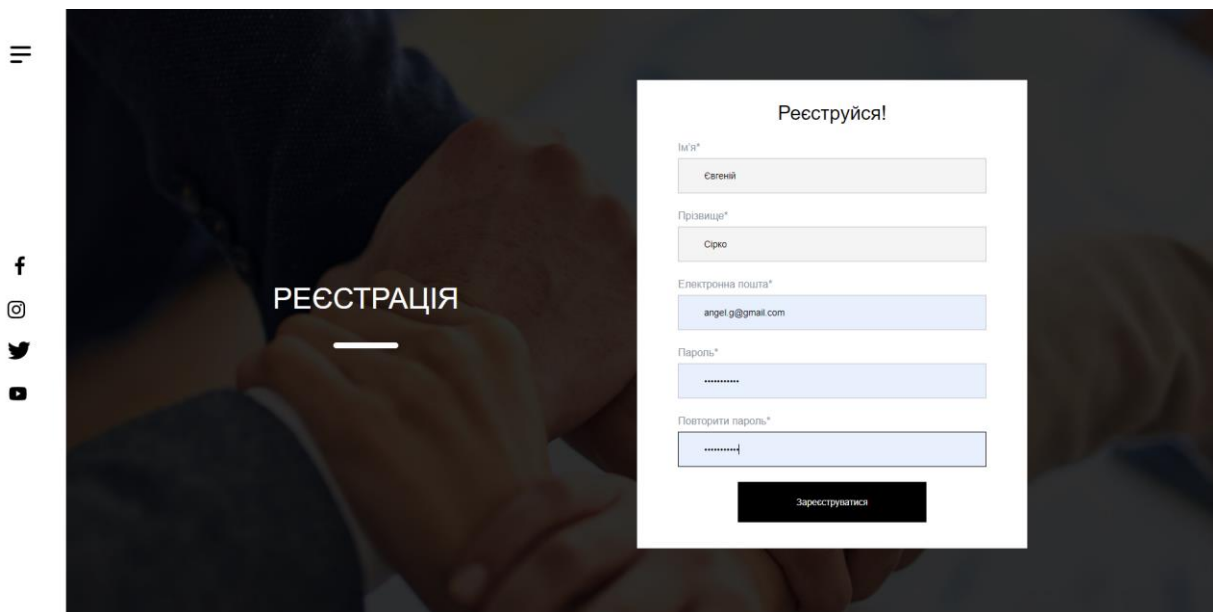 РЕЄСТРАЦІЯ
Реєструйся!
Ім'я*
Євгеній
Прізвище*
Сірко
Електронна пошта*
angel.g@gmail.com
Пароль*
•••••••••••
Повторити пароль*
•••••••••••
Зареєструватися